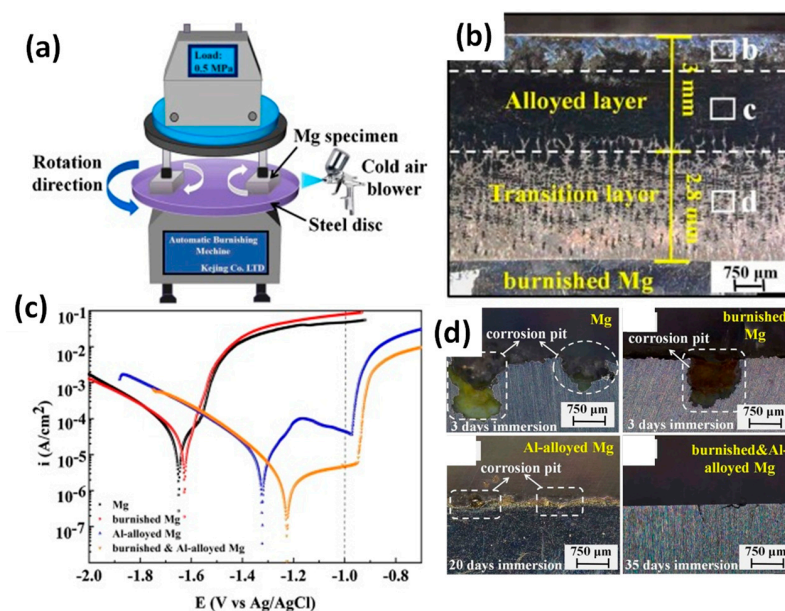 (a)
Load:
0.5 MPa
Mg specimen
Rotation
direction
Cold air
blower
Steel disc
Automatic Burnishing
Mechine
Kejing Co. LTD
(b)
b
3 mm
Alloyed layer
c
Transition layer
2.8 mm
d
burnished Mg
750 μm
(c)
10-1
10-2
10-3
10-4
10-5
10-6
10-7
i (A/cm2)
Mg
burnished Mg
Al-alloyed Mg
burnished & Al-alloyed Mg
-2.0 -1.8 -1.6 -1.4 -1.2 -1.0 -0.8
E (V vs Ag/AgCl)
(d)
Mg
corrosion pit
750 μm
3 days immersion
burnished
Mg
corrosion pit
750 μm
3 days immersion
Al-alloyed Mg
corrosion pit
750 μm
20 days immersion
burnished&Al-
alloyed Mg
750 μm
35 days immersion